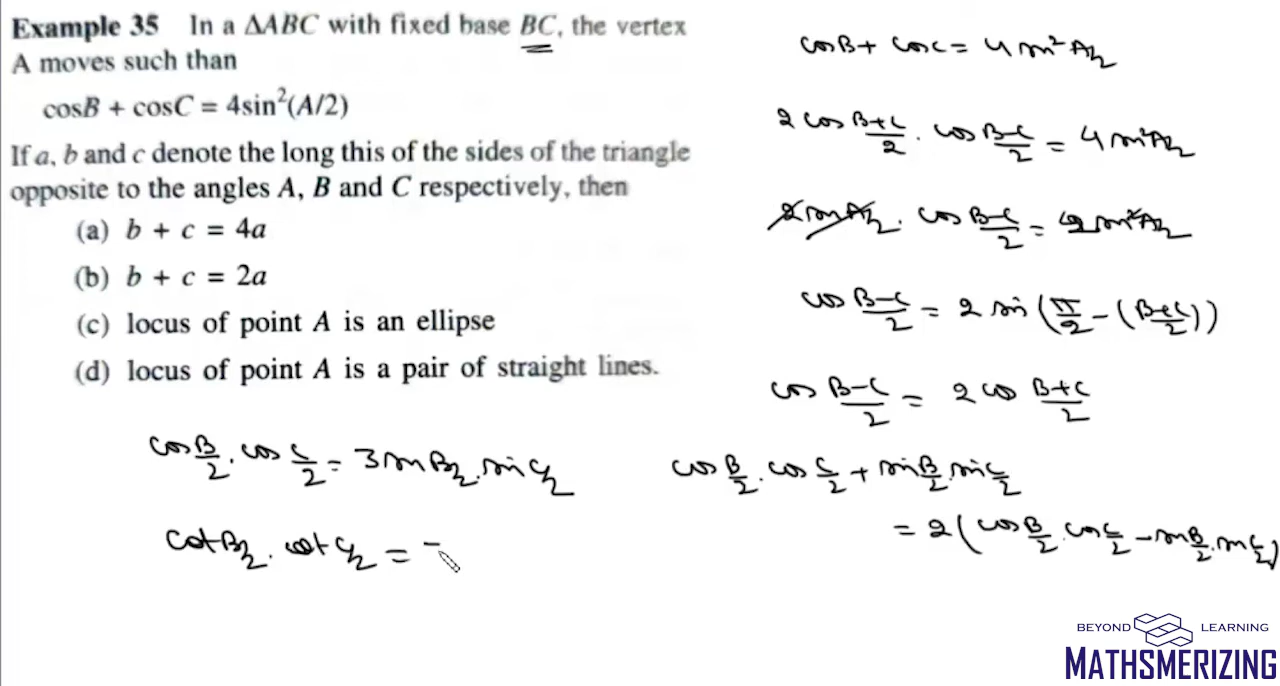 Example 35 In a ΔABC with fixed base BC, the vertex
A moves such than
cosB + cosC = 4sin²(A/2)
If a, b and c denote the long this of the sides of the triangle
opposite to the angles A, B and C respectively, then
(a) b + c = 4a
(b) b + c = 2a
(c) locus of point A is an ellipse
(d) locus of point A is a pair of straight lines.
cosB + cosC = 4 sin² A/2
2 cos (B+C)/2 . cos (B-C)/2 = 4 sin² A/2
2 sin A/2 . cos (B-C)/2 = 2 sin² A/2
cos (B-C)/2 = 2 sin (π/2 - (B+C)/2))
cos (B-C)/2 = 2 cos (B+C)/2
cos B/2 . cos C/2 + sin B/2 . sin C/2
= 2 ( cos B/2 . cos C/2 - sin B/2 . sin C/2 )
cos B/2 . cos C/2 = 3 sin B/2 . sin C/2
cot B/2 . cot C/2 =
BEYOND LEARNING
MATHSMERIZING